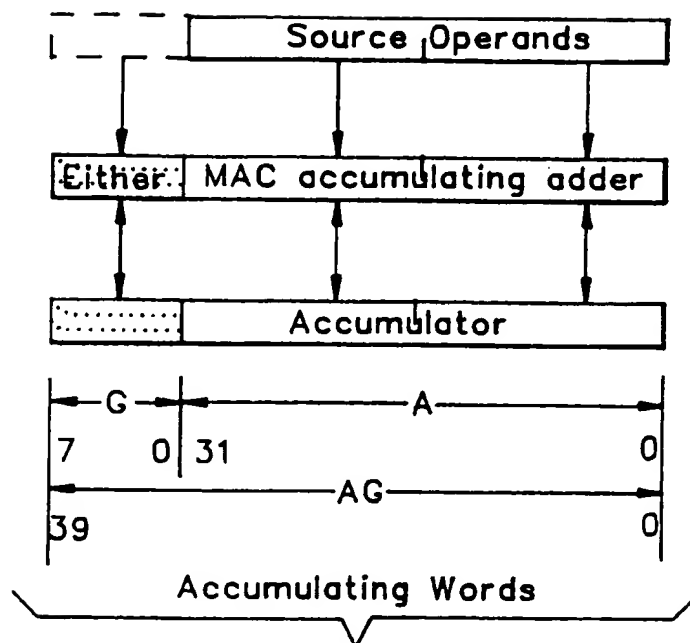 Source Operands
Either MAC accumulating adder
Accumulator
G A
7 0 31 0
AG
39 0
Accumulating Words